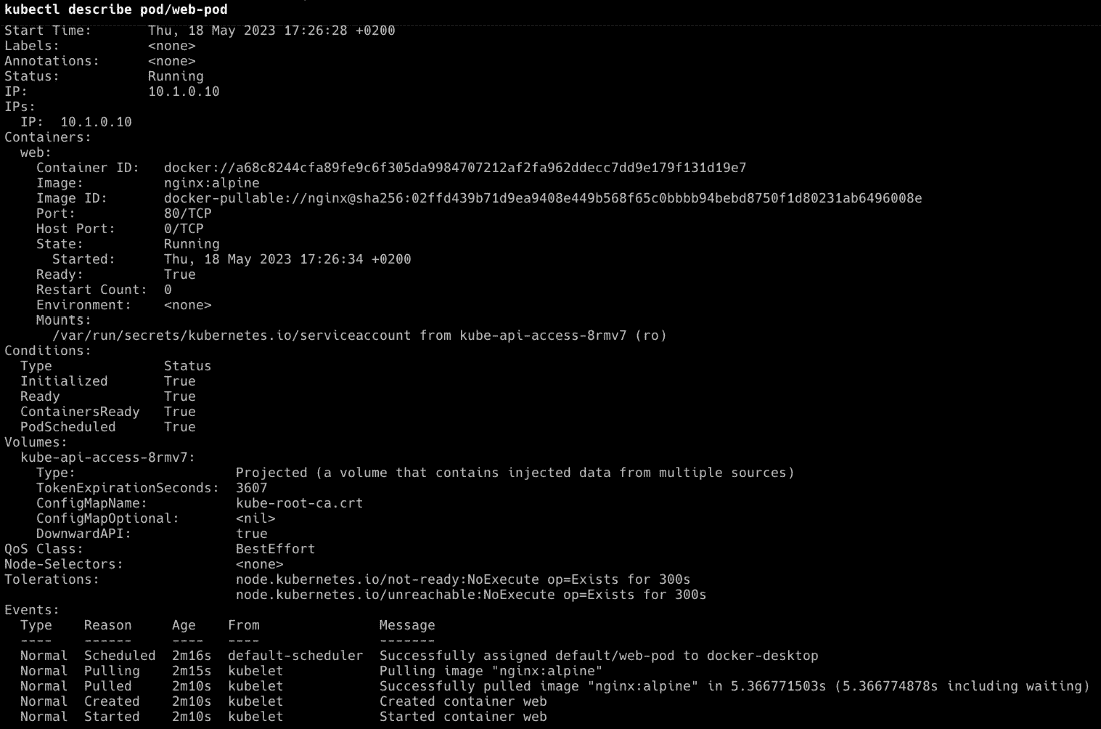 kubectl describe pod/web-pod
Start Time:       Thu, 18 May 2023 17:26:28 +0200
Labels:           <none>
Annotations:      <none>
Status:           Running
IP:               10.1.0.10
IPs:
  IP:  10.1.0.10
Containers:
  web:
    Container ID:   docker://a68c8244cfa89fe9c6f305da9984707212af2fa962ddecc7dd9e179f131d19e7
    Image:          nginx:alpine
    Image ID:       docker-pullable://nginx@sha256:02ffd439b71d9ea9408e449b568f65c0bbbb94bebd8750f1d80231ab6496008e
    Port:           80/TCP
    Host Port:      0/TCP
    State:          Running
      Started:      Thu, 18 May 2023 17:26:34 +0200
    Ready:          True
    Restart Count:  0
    Environment:    <none>
    Mounts:
      /var/run/secrets/kubernetes.io/serviceaccount from kube-api-access-8rmv7 (ro)
Conditions:
  Type              Status
  Initialized       True
  Ready             True
  ContainersReady   True
  PodScheduled      True
Volumes:
  kube-api-access-8rmv7:
    Type:                    Projected (a volume that contains injected data from multiple sources)
    TokenExpirationSeconds:  3607
    ConfigMapName:           kube-root-ca.crt
    ConfigMapOptional:       <nil>
    DownwardAPI:             true
QoS Class:                   BestEffort
Node-Selectors:              <none>
Tolerations:                 node.kubernetes.io/not-ready:NoExecute op=Exists for 300s
                             node.kubernetes.io/unreachable:NoExecute op=Exists for 300s
Events:
  Type    Reason     Age    From               Message
  ----    ------     ----   ----               -------
  Normal  Scheduled  2m16s  default-scheduler  Successfully assigned default/web-pod to docker-desktop
  Normal  Pulling    2m15s  kubelet            Pulling image "nginx:alpine"
  Normal  Pulled     2m10s  kubelet            Successfully pulled image "nginx:alpine" in 5.366771503s (5.366774878s including waiting)
  Normal  Created    2m10s  kubelet            Created container web
  Normal  Started    2m10s  kubelet            Started container web